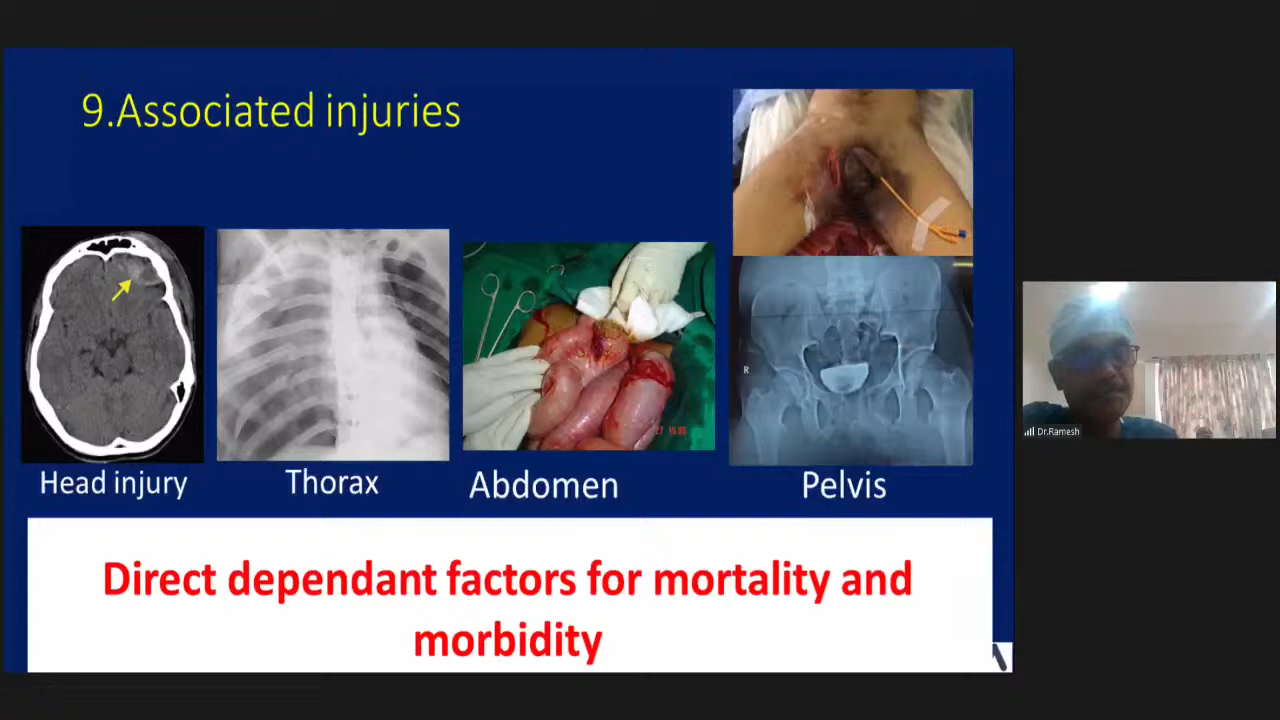 9.Associated injuries
R
Head injury
Thorax
Abdomen
Pelvis
Direct dependant factors for mortality and
morbidity
Dr.Ramesh